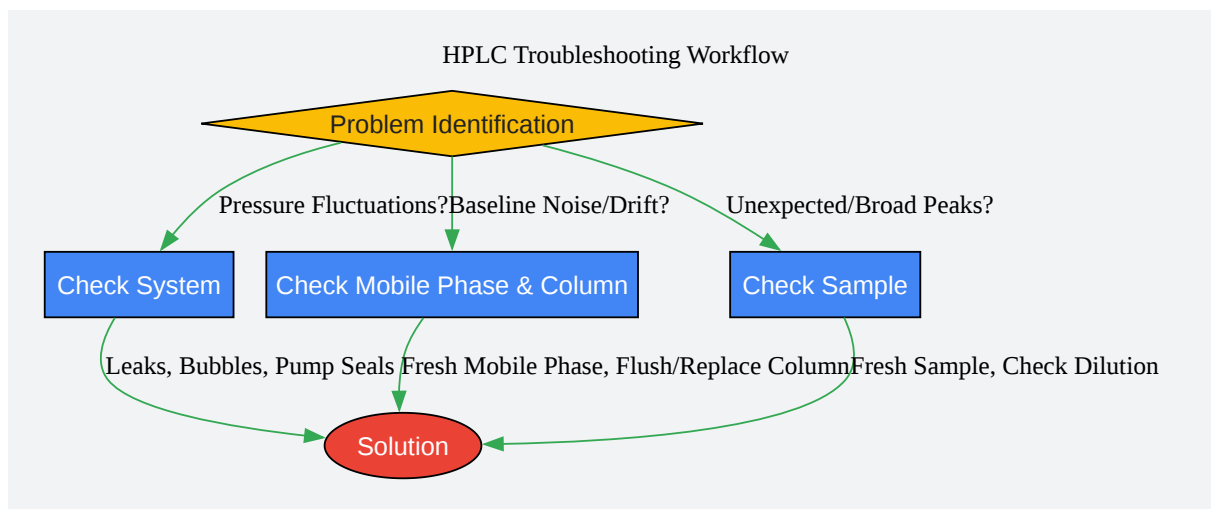 HPLC Troubleshooting Workflow
Problem Identification
Pressure Fluctuations?
Baseline Noise/Drift?
Unexpected/Broad Peaks?
Check System
Check Mobile Phase & Column
Check Sample
Leaks, Bubbles, Pump Seals
Fresh Mobile Phase, Flush/Replace Column
Fresh Sample, Check Dilution
Solution